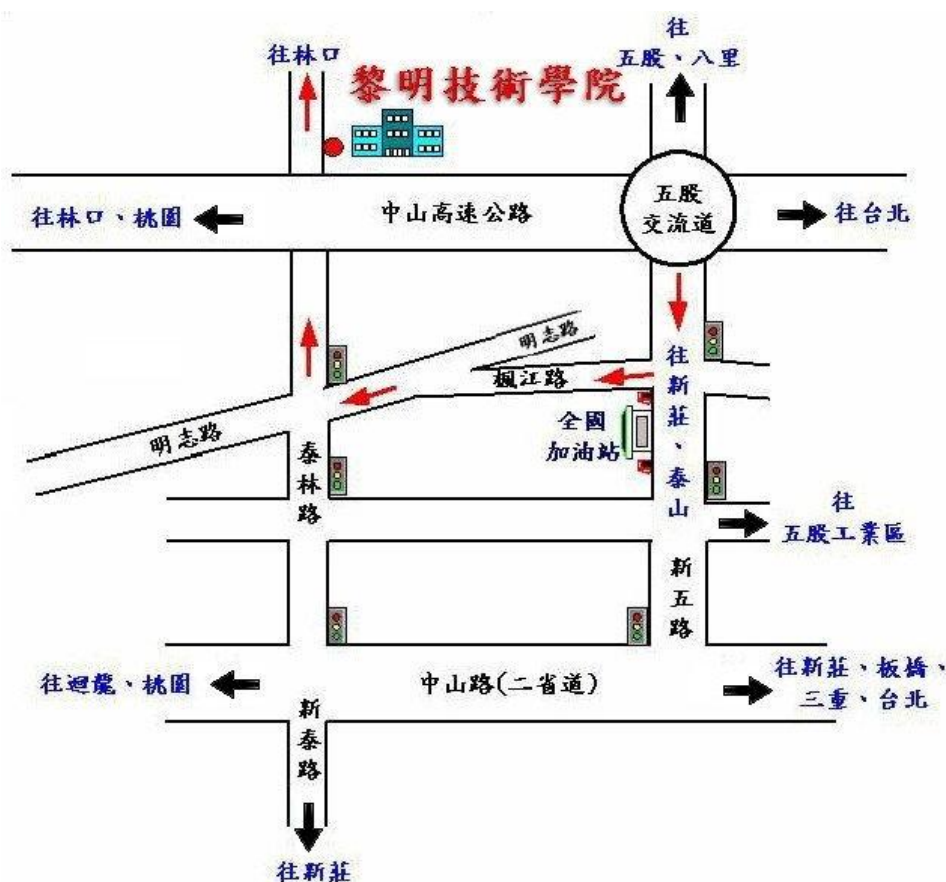 往林口
黎明技術學院
往
五股、八里
往林口、桃園
中山高速公路
五股
交流道
往台北
明志路
楓江路
往新莊、泰山
全國
加油站
明志路
泰林路
往
五股工業區
新五路
往迴龍、桃園
中山路(二省道)
往新莊、板橋、
三重、台北
新泰路
往新莊